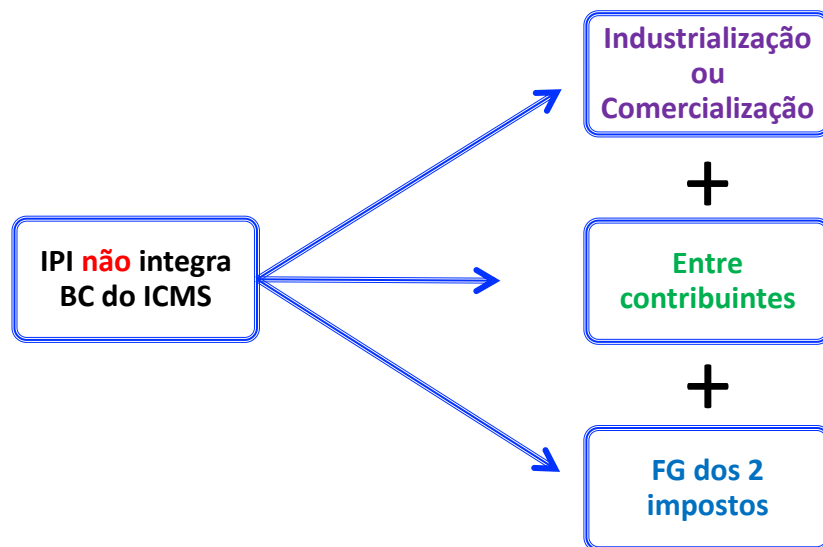 Industrialização
ou
Comercialização
+
IPI não integra
BC do ICMS
Entre
contribuintes
+
FG dos 2
impostos